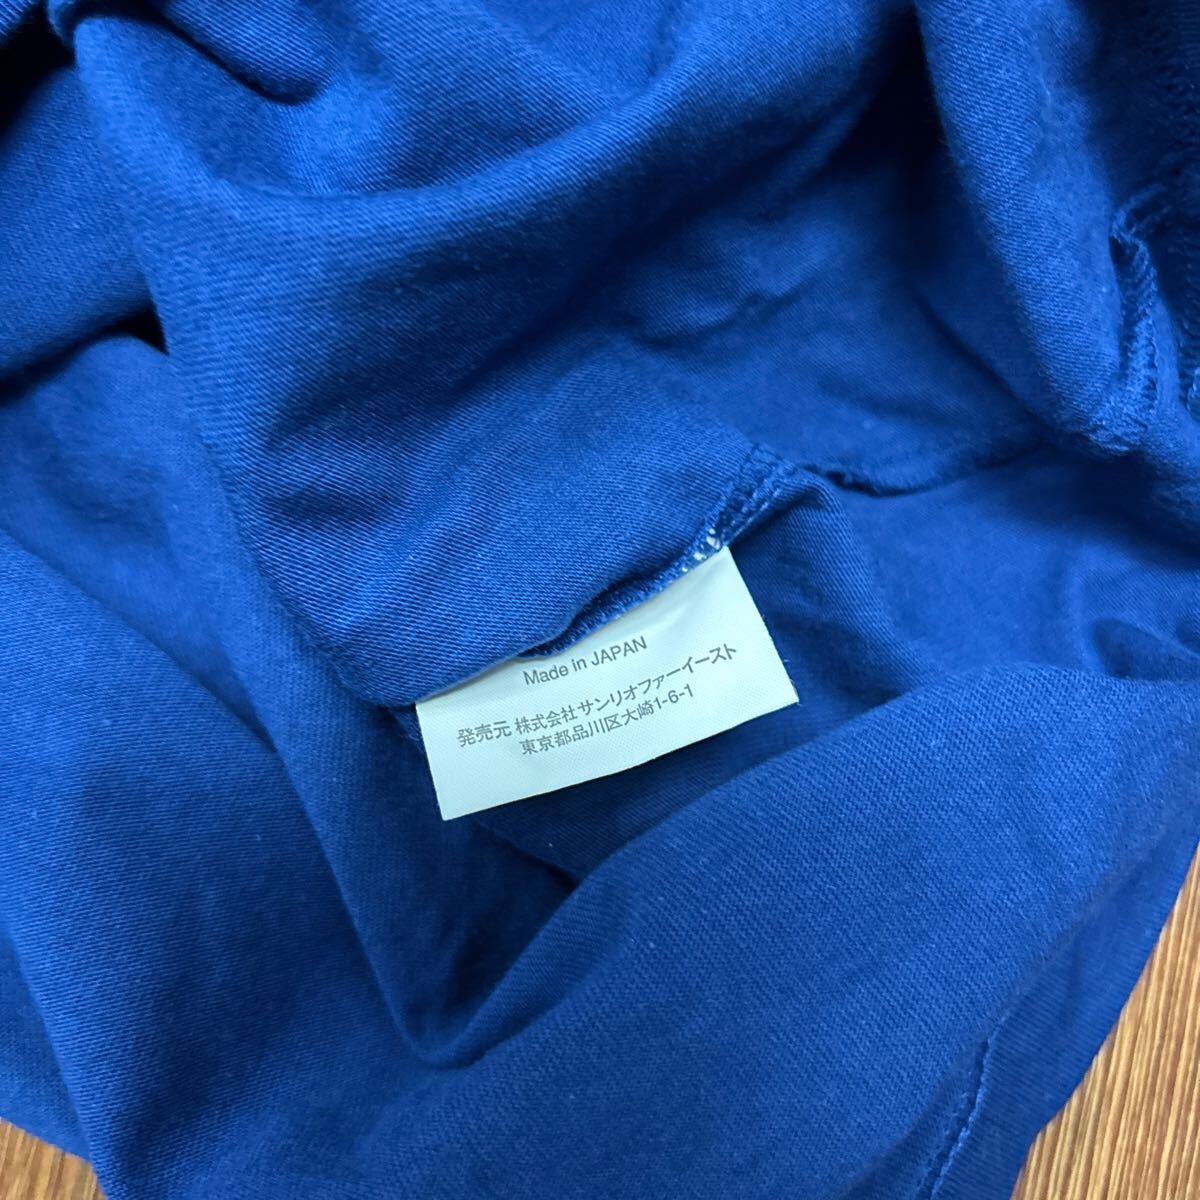 Made in JAPAN
発売元 株式会社サンリオファーイースト
東京都品川区大崎1-6-1